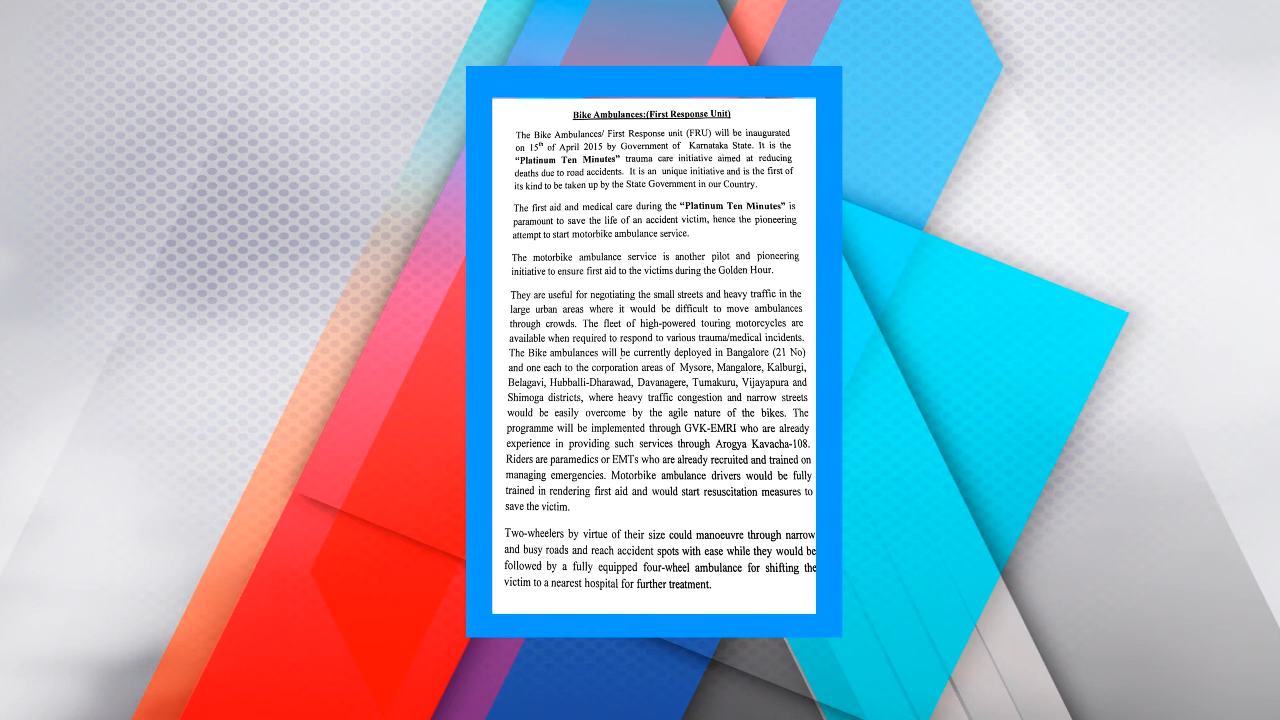 Bike Ambulances:(First Response Unit)
The Bike Ambulances/ First Response unit (FRU) will be inaugurated
on 15th of April 2015 by Government of Karnataka State. It is the
"Platinum Ten Minutes" trauma care initiative aimed at reducing
deaths due to road accidents. It is an unique initiative and is the first of
its kind to be taken up by the State Government in our Country.
The first aid and medical care during the "Platinum Ten Minutes" is
paramount to save the life of an accident victim, hence the pioneering
attempt to start motorbike ambulance service.
The motorbike ambulance service is another pilot and pioneering
initiative to ensure first aid to the victims during the Golden Hour.
They are useful for negotiating the small streets and heavy traffic in the
large urban areas where it would be difficult to move ambulances
through crowds. The fleet of high-powered touring motorcycles are
available when required to respond to various trauma/medical incidents.
The Bike ambulances will be currently deployed in Bangalore (21 No)
and one each to the corporation areas of Mysore, Mangalore, Kalburgi,
Belagavi, Hubballi-Dharawad, Davanagere, Tumakuru, Vijayapura and
Shimoga districts, where heavy traffic congestion and narrow streets
would be easily overcome by the agile nature of the bikes. The
programme will be implemented through GVK-EMRI who are already
experience in providing such services through Arogya Kavacha-108.
Riders are paramedics or EMTs who are already recruited and trained on
managing emergencies. Motorbike ambulance drivers would be fully
trained in rendering first aid and would start resuscitation measures to
save the victim.
Two-wheelers by virtue of their size could manoeuvre through narrow
and busy roads and reach accident spots with ease while they would be
followed by a fully equipped four-wheel ambulance for shifting the
victim to a nearest hospital for further treatment.